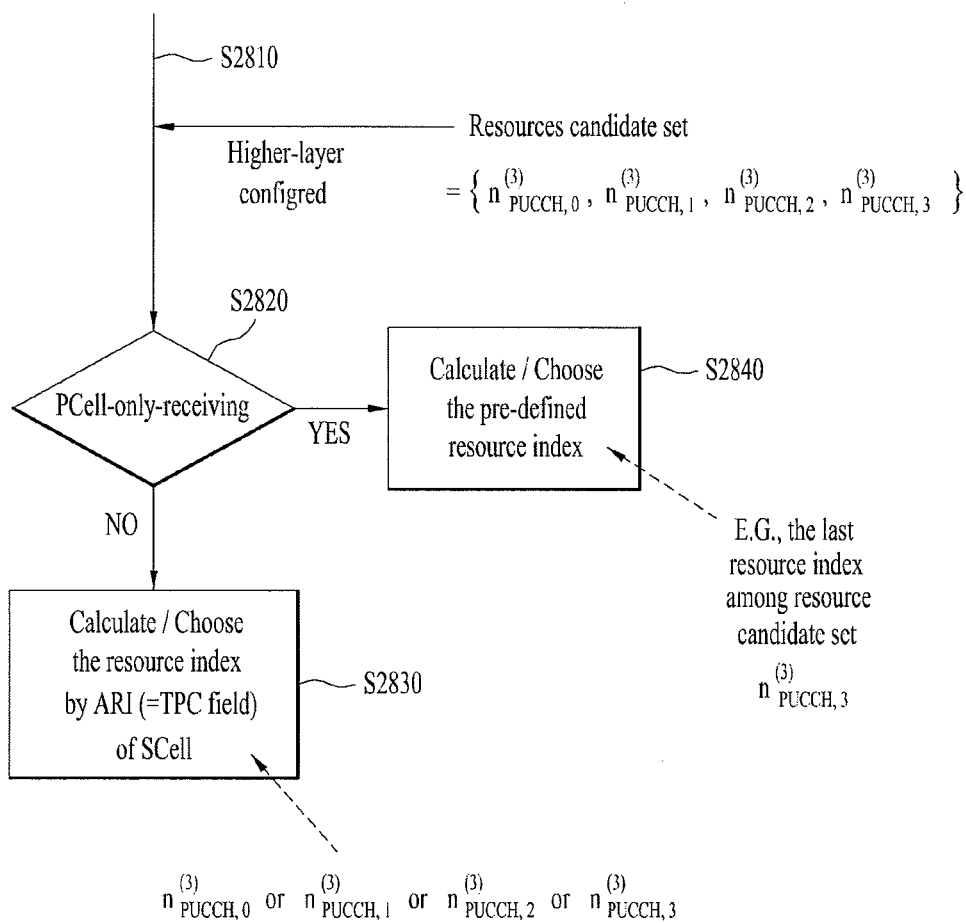 S2810
Resources candidate set
Higher-layer
configred
= { n^{(3)}_{PUCCH, 0} , n^{(3)}_{PUCCH, 1} , n^{(3)}_{PUCCH, 2} , n^{(3)}_{PUCCH, 3} }
S2820
PCell-only-receiving
YES
NO
Calculate / Choose
the pre-defined
resource index
S2840
E.G., the last
resource index
among resource
candidate set
n^{(3)}_{PUCCH, 3}
Calculate / Choose
the resource index
by ARI (=TPC field)
of SCell
S2830
n^{(3)}_{PUCCH, 0} or n^{(3)}_{PUCCH, 1} or n^{(3)}_{PUCCH, 2} or n^{(3)}_{PUCCH, 3}